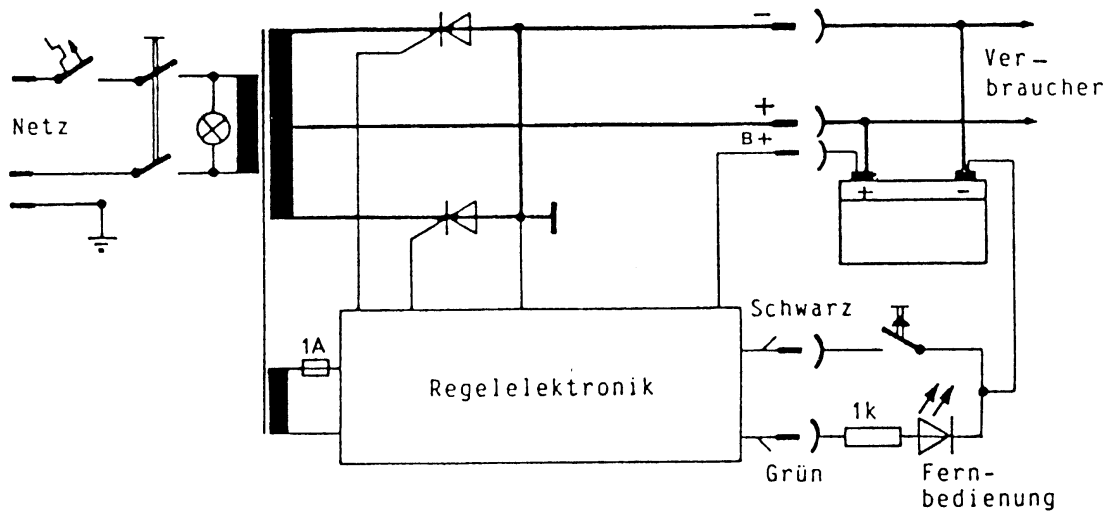 −
Ver-
braucher
Netz
+
B+
+ −
Schwarz
1A
Regelelektronik
1k
Grün
Fern-
bedienung